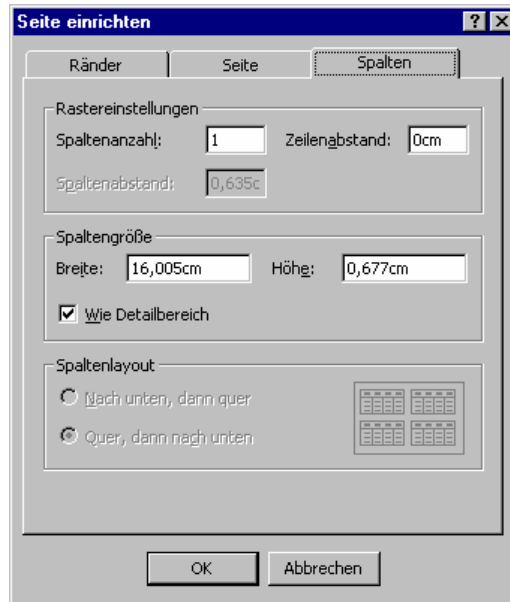 Seite einrichten
Ränder Seite Spalten
Rastereinstellungen
Spaltenanzahl: 1 Zeilenabstand: 0cm
Spaltenabstand: 0,635c
Spaltengröße
Breite: 16,005cm Höhe: 0,677cm
Wie Detailbereich
Spaltenlayout
Nach unten, dann quer
Quer, dann nach unten
OK Abbrechen